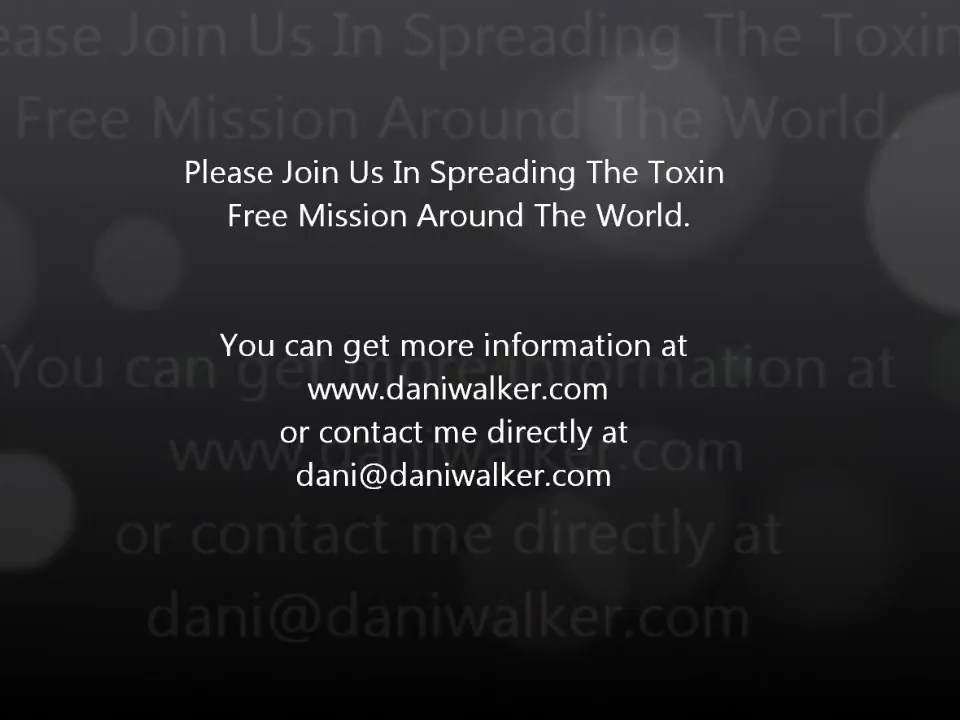 Please Join Us In Spreading The Toxin
Free Mission Around The World.
You can get more information at
www.daniwalker.com
or contact me directly at
dani@daniwalker.com